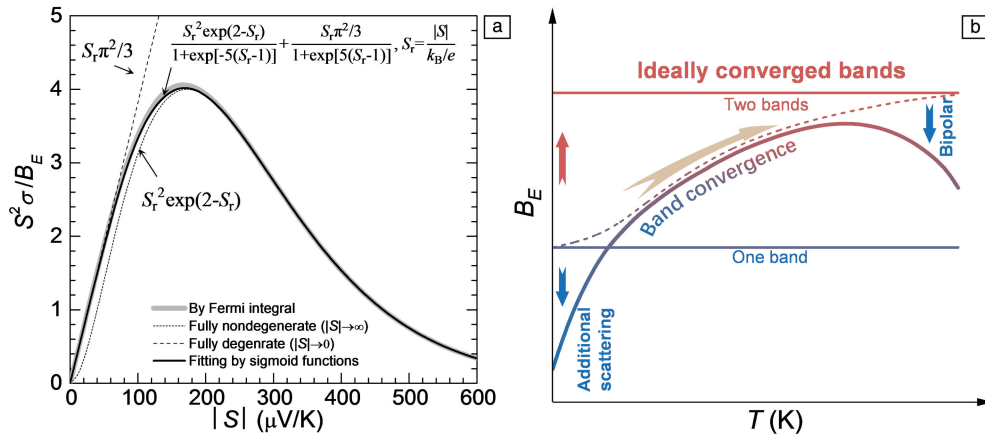 a
5
4
3
2
1
0
S²σ/B_E
S_rπ²/3
S_r²exp(2-S_r)/1+exp[-5(S_r-1)] + S_rπ²/3/1+exp[5(S_r-1)], S_r=|S|/k_B/e
S_r²exp(2-S_r)
By Fermi integral
Fully nondegenerate (|S|→∞)
Fully degenrate (|S|→0)
Fitting by sigmoid functions
0 100 200 300 400 500 600
|S| (μV/K)
b
Ideally converged bands
Two bands
Bipolar
Band convergence
B_E
One band
Additional
scattering
T (K)